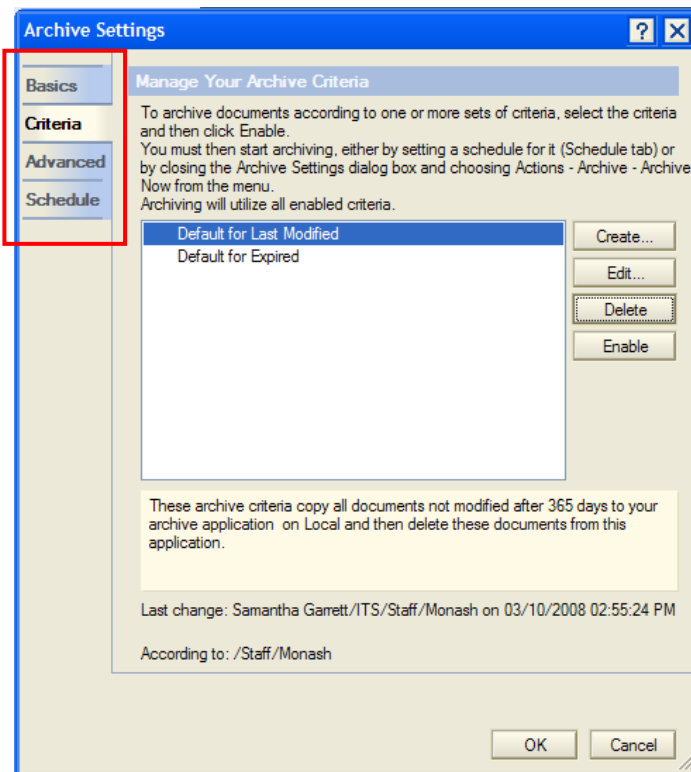 Archive Settings
?
X
Basics
Criteria
Advanced
Schedule
Manage Your Archive Criteria
To archive documents according to one or more sets of criteria, select the criteria
and then click Enable.
You must then start archiving, either by setting a schedule for it (Schedule tab) or
by closing the Archive Settings dialog box and choosing Actions - Archive - Archive
Now from the menu.
Archiving will utilize all enabled criteria.
Default for Last Modified
Default for Expired
Create...
Edit...
Delete
Enable
These archive criteria copy all documents not modified after 365 days to your
archive application on Local and then delete these documents from this
application.
Last change: Samantha Garrett/ITS/Staff/Monash on 03/10/2008 02:55:24 PM
According to: /Staff/Monash
OK
Cancel